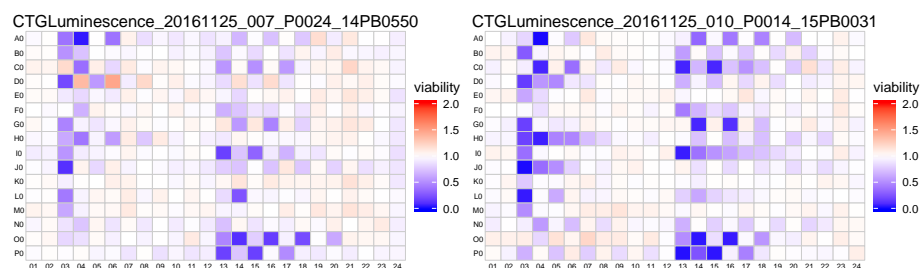 CTGLuminescence_20161125_007_P0024_14PB0550
A0
B0
C0
D0
E0
F0
G0
H0
I0
J0
K0
L0
M0
N0
O0
P0
01 02 03 04 05 06 07 08 09 10 11 12 13 14 15 16 17 18 19 20 21 22 23 24
viability
2.0
1.5
1.0
0.5
0.0
CTGLuminescence_20161125_010_P0014_15PB0031
A0
B0
C0
D0
E0
F0
G0
H0
I0
J0
K0
L0
M0
N0
O0
P0
01 02 03 04 05 06 07 08 09 10 11 12 13 14 15 16 17 18 19 20 21 22 23 24
viability
2.0
1.5
1.0
0.5
0.0